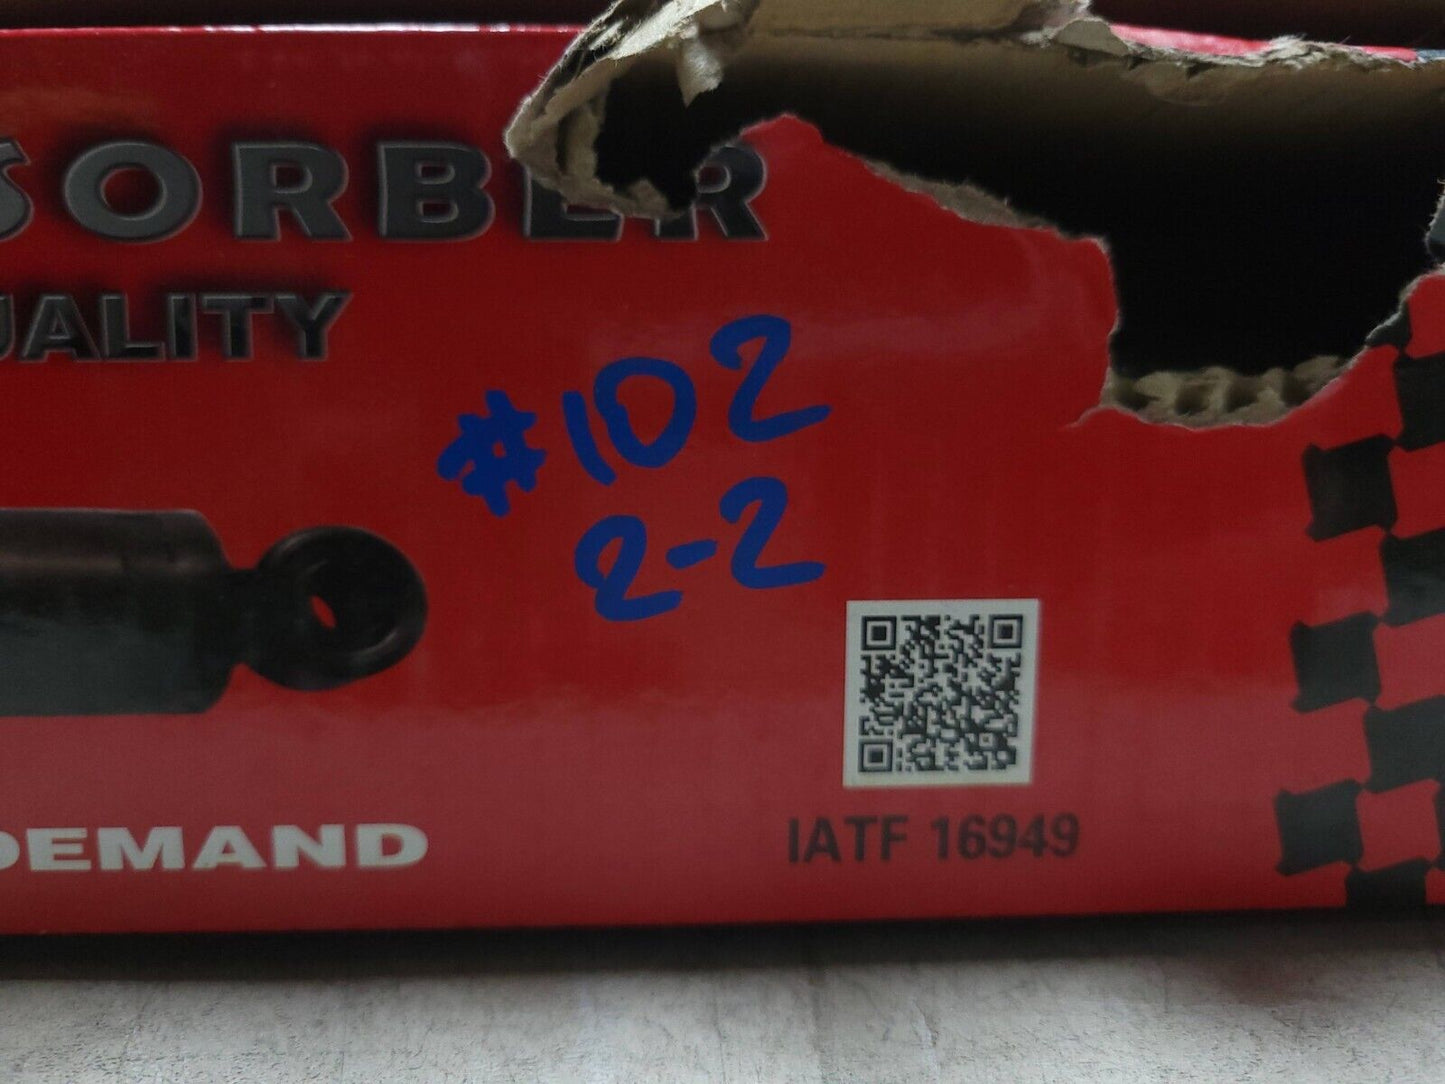 SORBER
UALITY
#102
2-2
DEMAND
IATF 16949